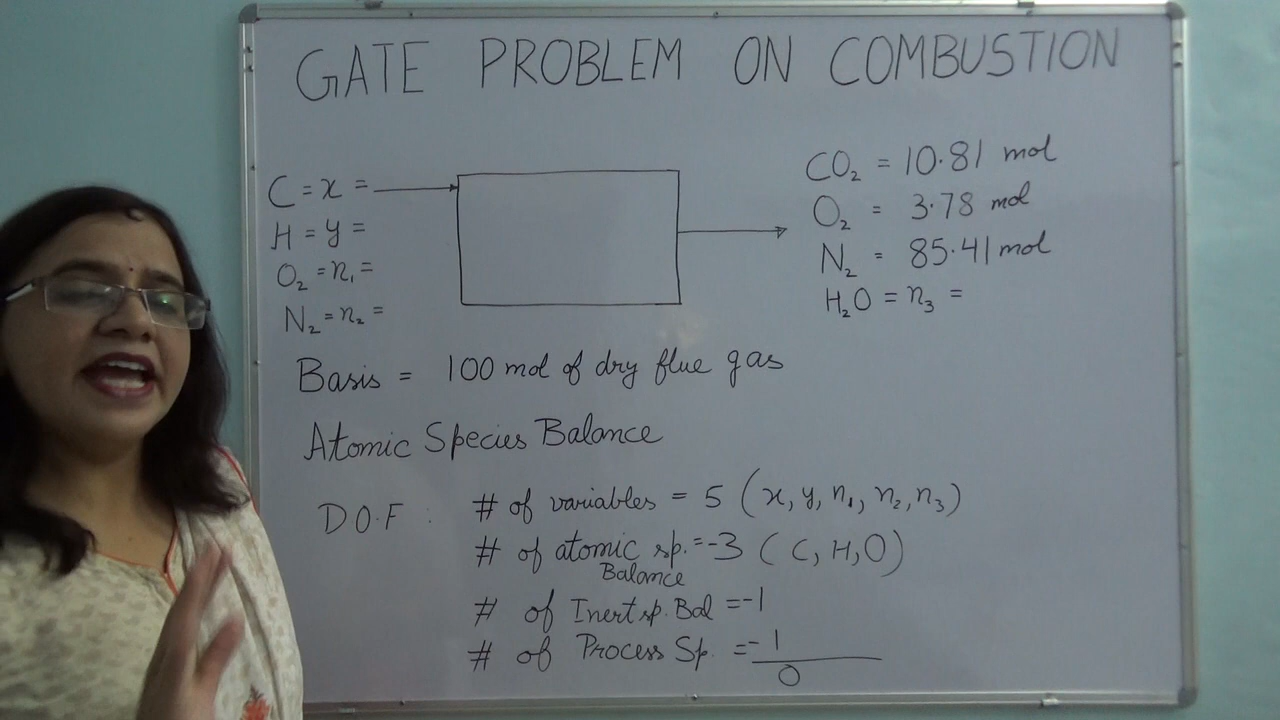 GATE PROBLEM ON COMBUSTION
C = x =
H = y =
O₂ = n₁ =
N₂ = n₂ =
CO₂ = 10.81 mol
O₂ = 3.78 mol
N₂ = 85.41 mol
H₂O = n₃ =
Basis = 100 mol of dry flue gas
Atomic Species Balance
D.O.F :
# of variables = 5 (x, y, n₁, n₂, n₃)
# of atomic sp. = -3 (C, H, O)
Balance
# of Inert sp. Bal = -1
# of Process Sp. = -1
0